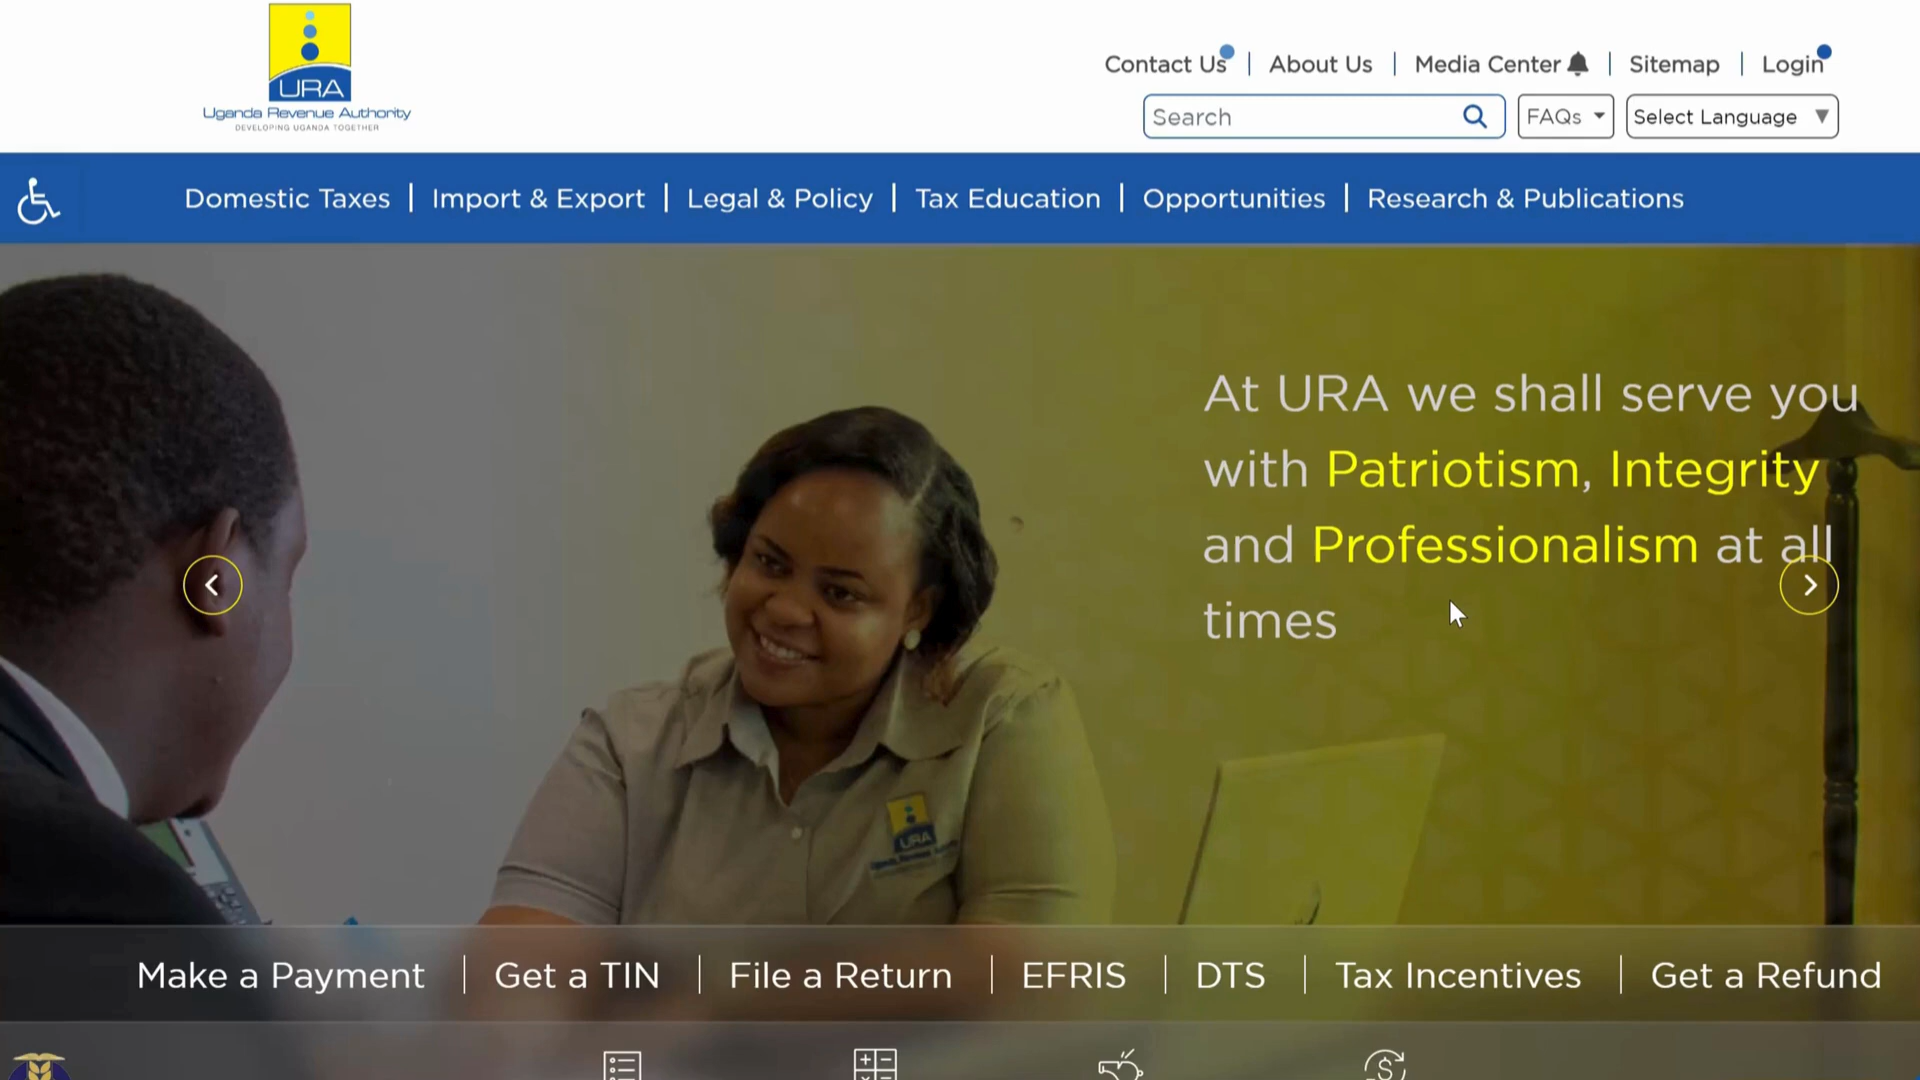 URA
Uganda Revenue Authority
DEVELOPING UGANDA TOGETHER
Contact Us
About Us
Media Center
Sitemap
Login
Search
FAQs
Select Language
Domestic Taxes
Import & Export
Legal & Policy
Tax Education
Opportunities
Research & Publications
At URA we shall serve you
with Patriotism, Integrity
and Professionalism at all
times
URA
Make a Payment
Get a TIN
File a Return
EFRIS
DTS
Tax Incentives
Get a Refund